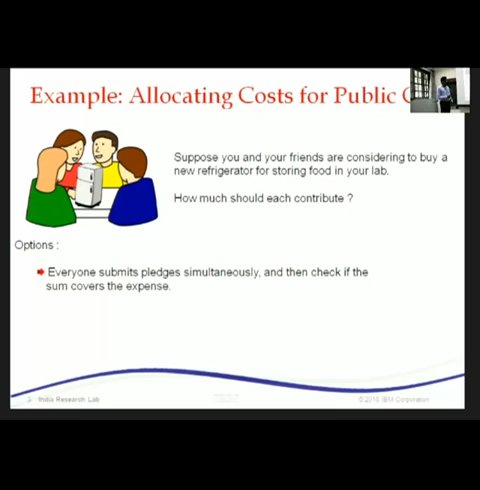 Example: Allocating Costs for Public
Suppose you and your friends are considering to buy a
new refrigerator for storing food in your lab.
How much should each contribute ?
Options :
Everyone submits pledges simultaneously, and then check if the
sum covers the expense.
India Research Lab
© 2010 IBM Corporation